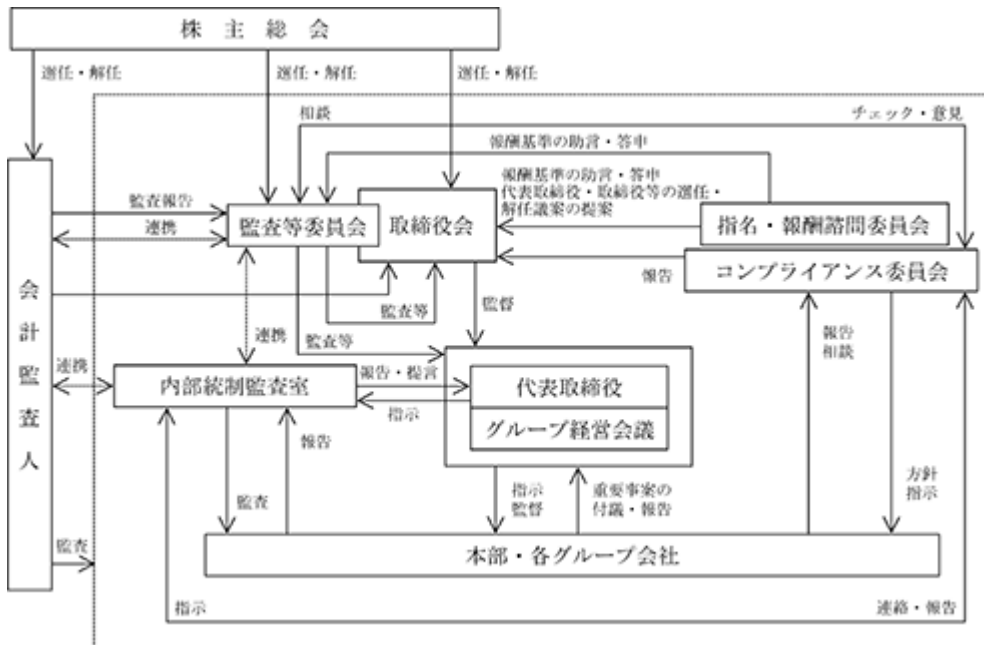 株主総会
選任・解任
選任・解任
選任・解任
相談
チェック・意見
報酬基準の助言・答申
報酬基準の助言・答申
代表取締役・取締役等の選任・
解任議案の提案
監査報告
連携
監査等委員会
取締役会
指名・報酬諮問委員会
コンプライアンス委員会
報告
会計監査人
監査等
監督
連携
監査等
報告
相談
連携
内部統制監査室
報告・提言
指示
代表取締役
グループ経営会議
報告
監査
指示
監督
重要事案の
付議・報告
方針
指示
監査
本部・各グループ会社
指示
連絡・報告